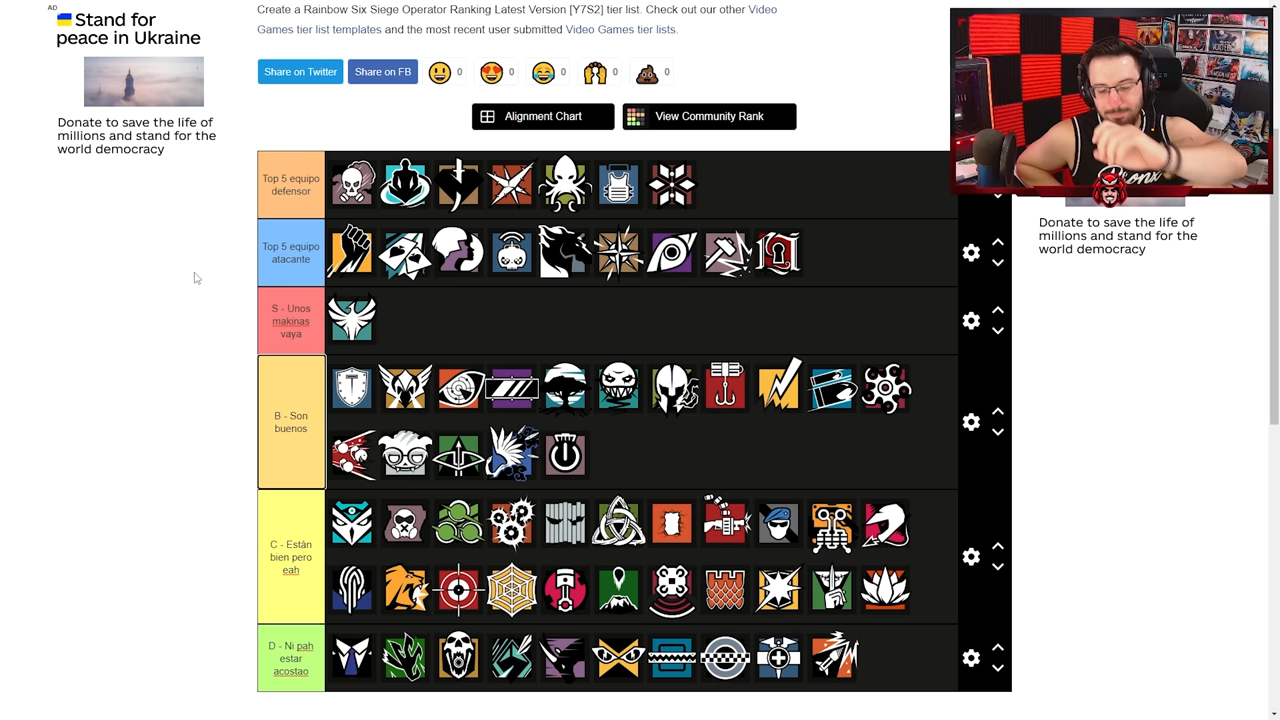 AD
Stand for
peace in Ukraine
Donate to save the life of
millions and stand for the
world democracy
Create a Rainbow Six Siege Operator Ranking Latest Version [Y7S2] tier list. Check out our other Video
Games tier list templates and the most recent user submitted Video Games tier lists.
Share on Twitter
Share on FB
0
0
0
0
0
Alignment Chart
View Community Rank
Donate to save the life of
millions and stand for the
world democracy
Top 5 equipo
defensor
Top 5 equipo
atacante
S - Unos
makinas
vaya
B - Son
buenos
C - Están
bien pero
eah
D - Ni pah
estar
acostao